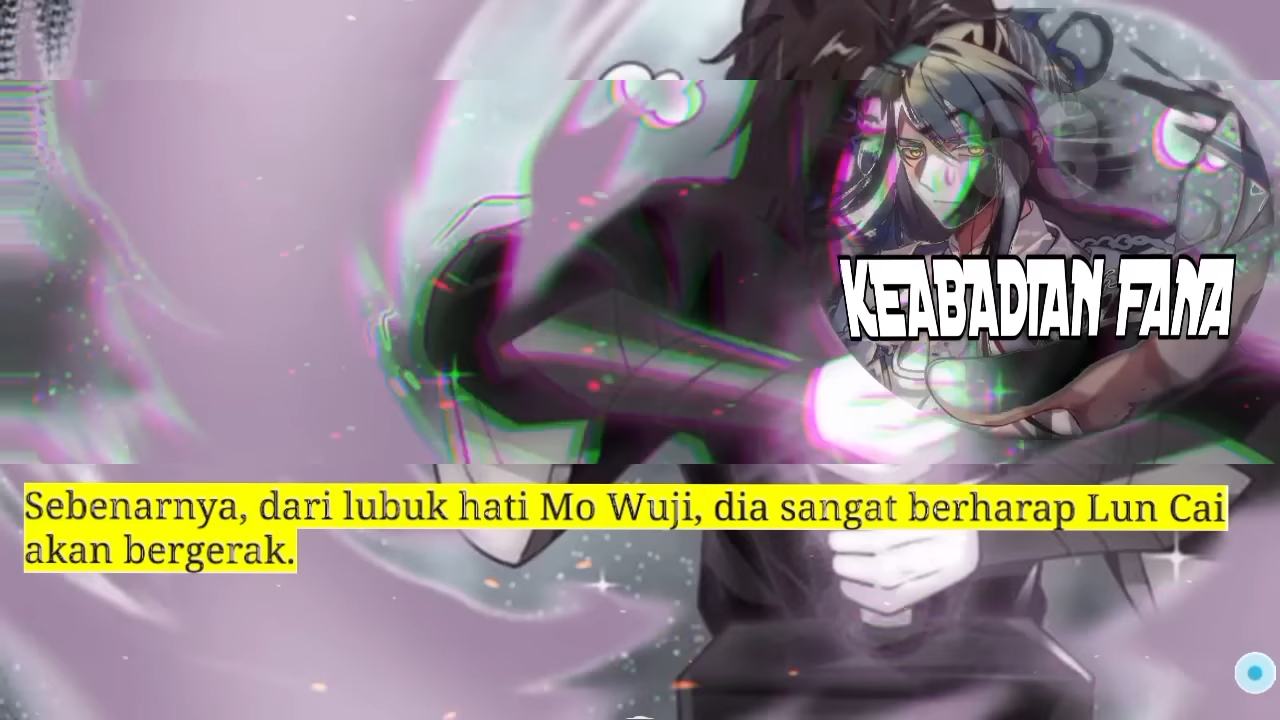 KEABADIAN FANA
Sebenarnya, dari lubuk hati Mo Wuji, dia sangat berharap Lun Cai
akan bergerak.